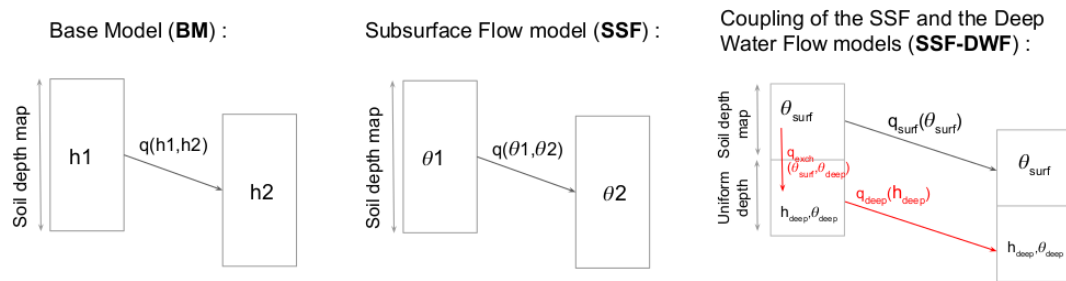 Base Model (BM) :
Soil depth map
h1
q(h1,h2)
h2
Subsurface Flow model (SSF) :
Soil depth map
θ1
q(θ1,θ2)
θ2
Coupling of the SSF and the Deep
Water Flow models (SSF-DWF) :
Soil depth
map
Uniform
depth
θsurf
qexch
(θsurf,θdeep)
hdeep,θdeep
qsurf(θsurf)
qdeep(hdeep)
θsurf
hdeep,θdeep